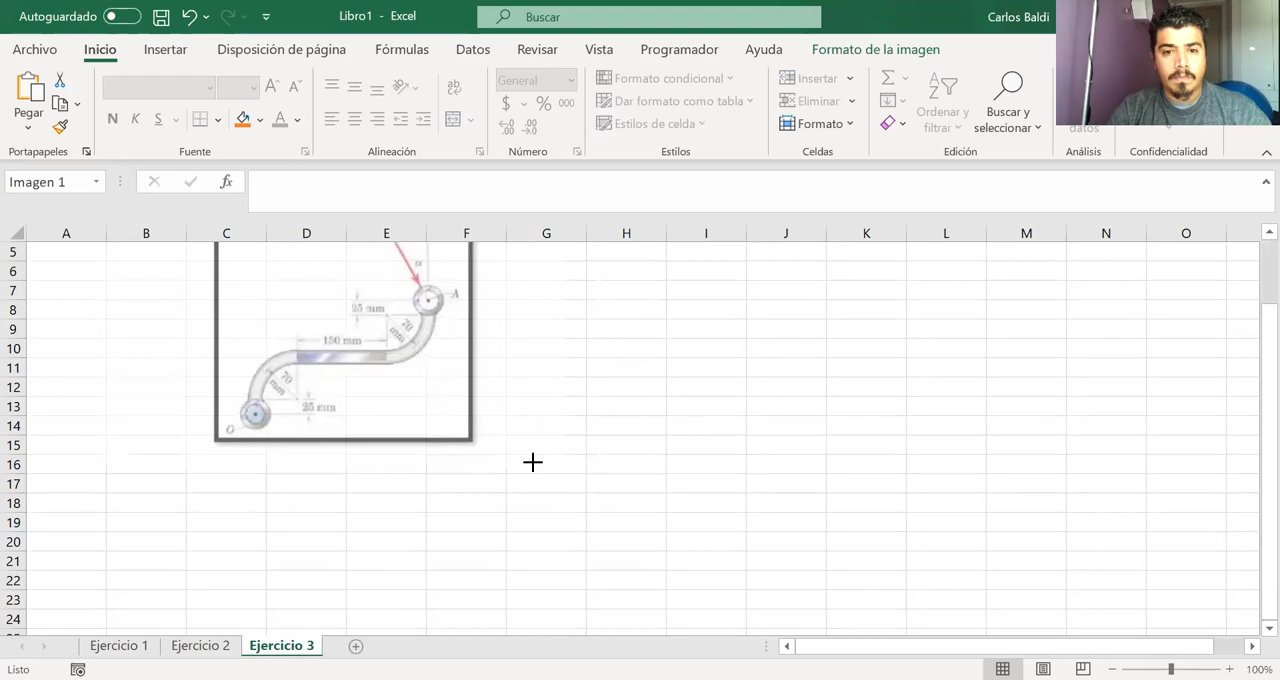 Autoguardado Libro1 - Excel Buscar Carlos Baldi
Archivo Inicio Insertar Disposición de página Fórmulas Datos Revisar Vista Programador Ayuda Formato de la imagen
Pegar
N K S
General
$ % 000
Formato condicional
Dar formato como tabla
Estilos de celda
Insertar
Eliminar
Formato
Ordenar y filtrar
Buscar y seleccionar
datos
Portapapeles Fuente Alineación Número Estilos Celdas Edición Análisis Confidencialidad
Imagen 1 fx
A B C D E F G H I J K L M N O
5
6
7
8
9
10
11
12
13
14
15
16
17
18
19
20
21
22
23
24
α
A
25 mm
70 mm
150 mm
70 mm
25 mm
O
Ejercicio 1 Ejercicio 2 Ejercicio 3
Listo 100%